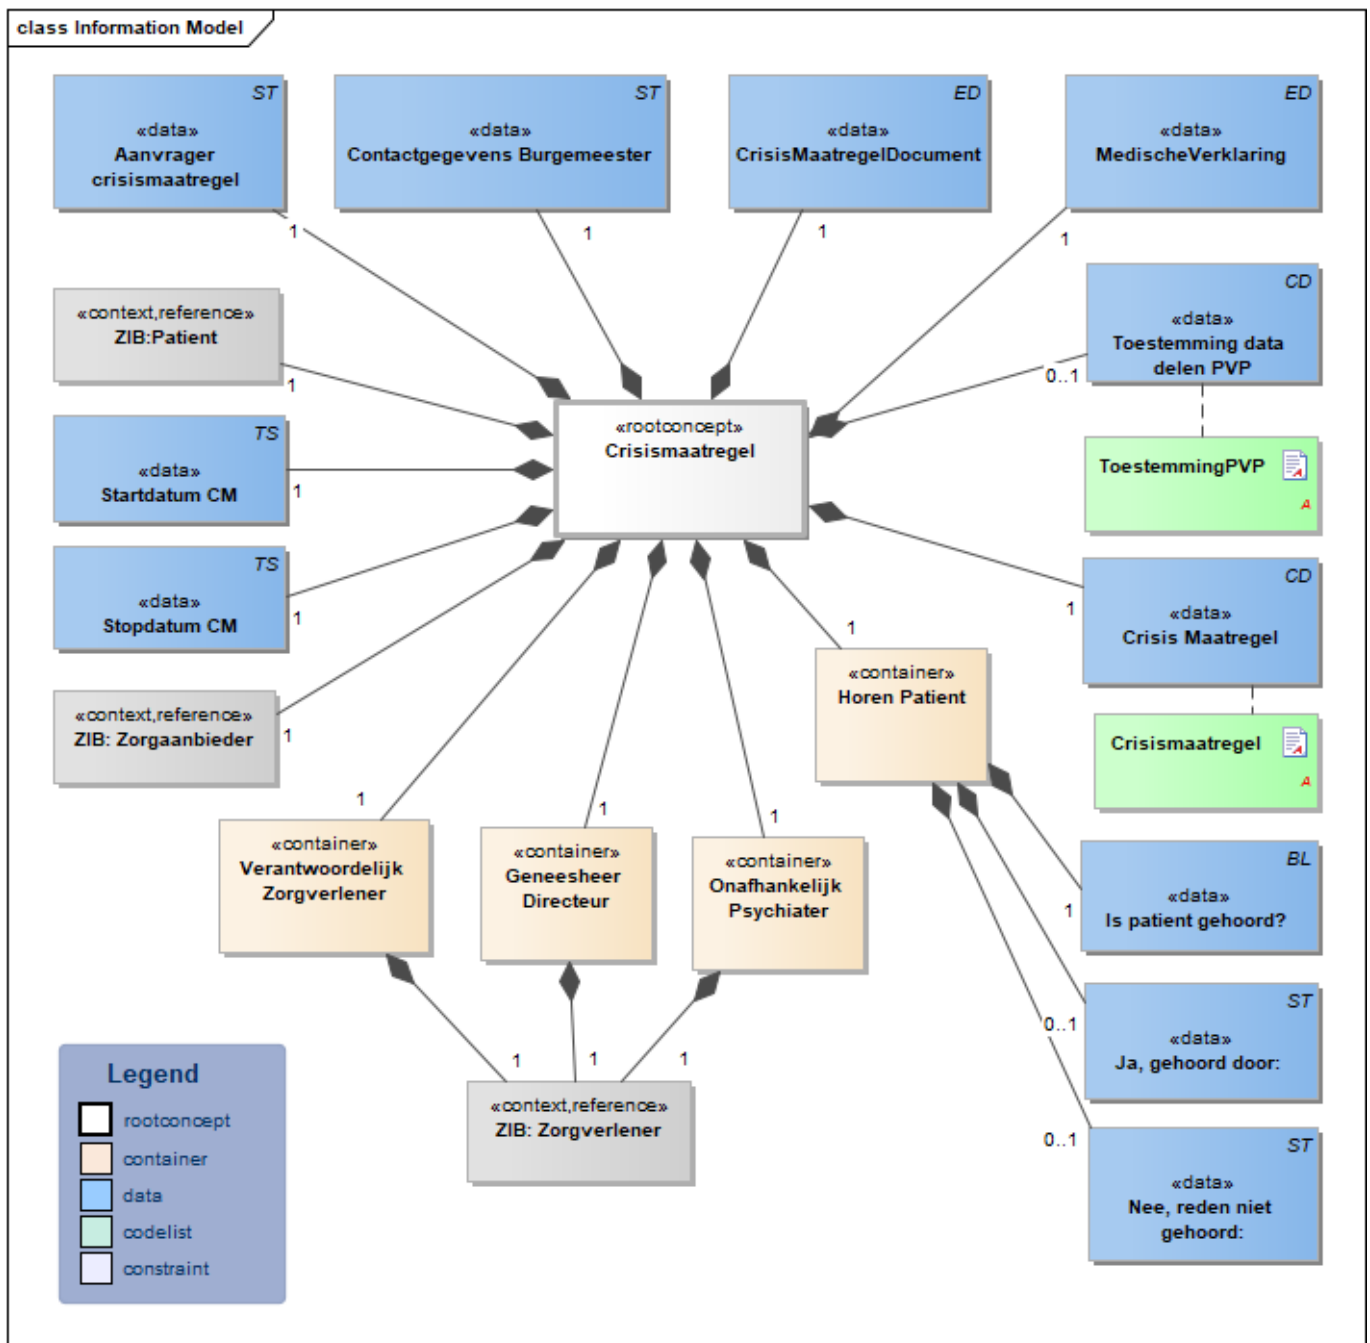 class Information Model
ST
«data»
Aanvrager
crisismaatregel
1
ST
«data»
Contactgegevens Burgemeester
1
ED
«data»
CrisisMaatregelDocument
1
ED
«data»
MedischeVerklaring
1
«context,reference»
ZIB:Patient
1
CD
«data»
Toestemming data
delen PVP
0..1
ToestemmingPVP
A
TS
«data»
Startdatum CM
1
«rootconcept»
Crisismaatregel
TS
«data»
Stopdatum CM
1
CD
«data»
Crisis Maatregel
1
Crisismaatregel
A
«context,reference»
ZIB: Zorgaanbieder
1
«container»
Horen Patient
1
«container»
Verantwoordelijk
Zorgverlener
1
«container»
Geneesheer
Directeur
1
«container»
Onafhankelijk
Psychiater
1
BL
«data»
Is patient gehoord?
1
ST
«data»
Ja, gehoord door:
0..1
ST
«data»
Nee, reden niet
gehoord:
0..1
1
1
1
«context,reference»
ZIB: Zorgverlener
Legend
rootconcept
container
data
codelist
constraint